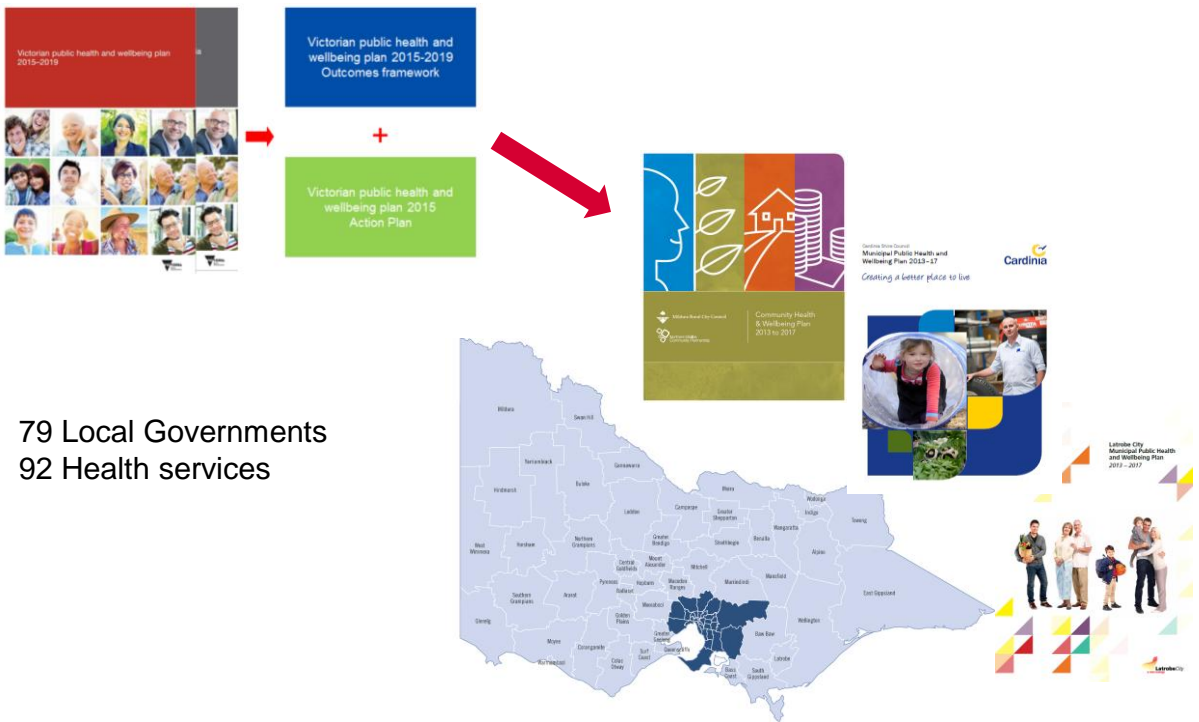 Victorian public health and wellbeing plan
2015–2019
Victorian public health and
wellbeing plan 2015-2019
Outcomes framework
+
Victorian public health and
wellbeing plan 2015
Action Plan
Mildura Rural City Council
Community Health
& Wellbeing Plan
2013 to 2017
Cardinia Shire Council
Municipal Public Health and
Wellbeing Plan 2013–17
Creating a better place to live
Cardinia
79 Local Governments
92 Health services
Latrobe City
Municipal Public Health
and Wellbeing Plan
2013 – 2017
Mildura
Swan Hill
Yarriambiack
Gannawarra
Hindmarsh
Buloke
Loddon
Campaspe
Moira
Greater
Shepparton
Wodonga
Indigo
Towong
Wangaratta
West
Wimmera
Horsham
Northern
Grampians
Greater
Bendigo
Strathbogie
Benalla
Alpine
Central
Goldfields
Mount
Alexander
Mitchell
Mansfield
Murrindindi
Pyrenees
Hepburn
Macedon
Ranges
Ballarat
Southern
Grampians
Ararat
East Gippsland
Golden
Plains
Moorabool
Wellington
Glenelg
Moyne
Greater
Geelong
Baw Baw
Corangamite
Surf
Coast
Queenscliffe
Latrobe
Warrnambool
Colac
Otway
Bass
Coast
South
Gippsland
LatrobeCity